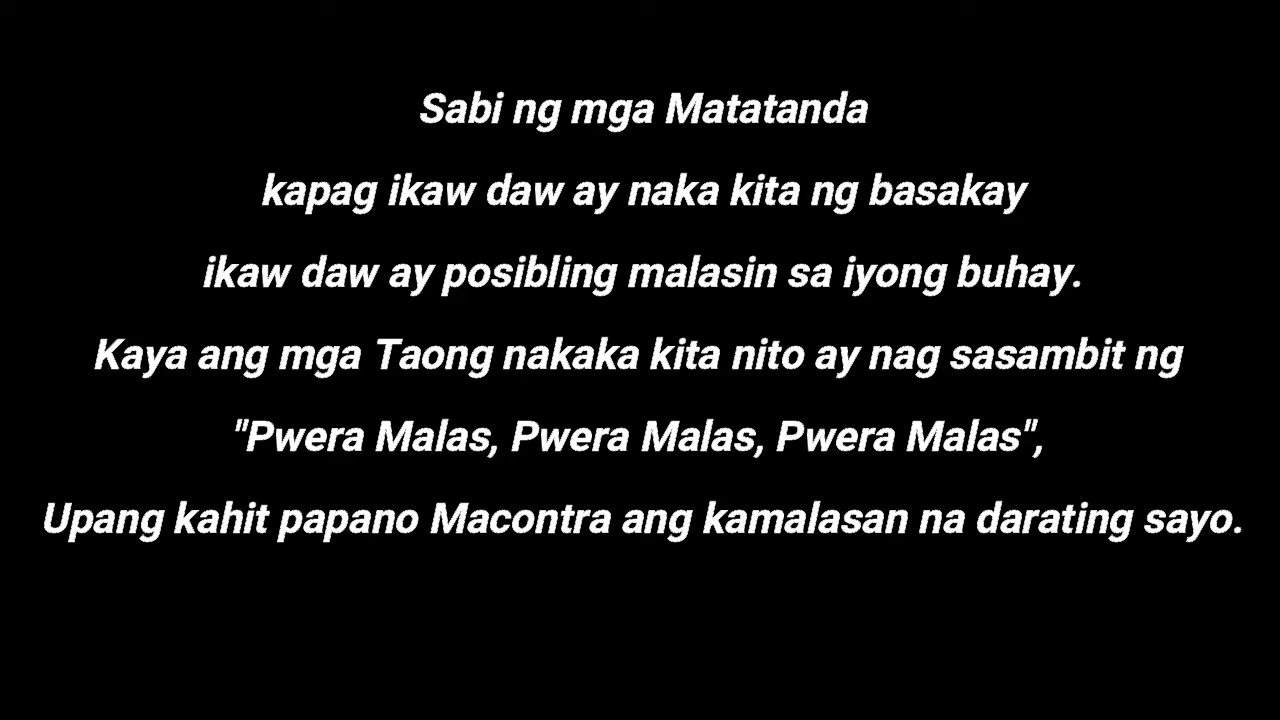 Sabi ng mga Matatanda
kapag ikaw daw ay naka kita ng basakay
ikaw daw ay posibling malasin sa iyong buhay.
Kaya ang mga Taong nakaka kita nito ay nag sasambit ng
"Pwera Malas, Pwera Malas, Pwera Malas",
Upang kahit papano Macontra ang kamalasan na darating sayo.